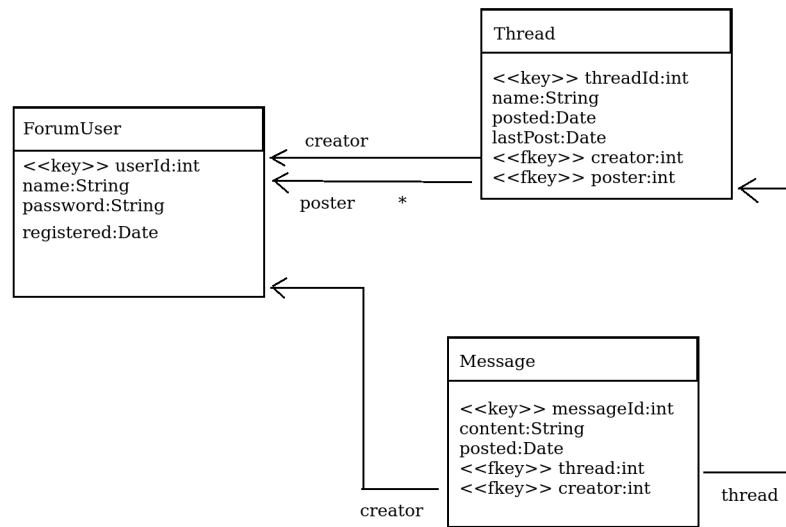 Thread
<<key>> threadId:int
name:String
posted:Date
lastPost:Date
<<fkey>> creator:int
<<fkey>> poster:int
ForumUser
<<key>> userId:int
name:String
password:String
registered:Date
creator
poster *
Message
<<key>> messageId:int
content:String
posted:Date
<<fkey>> thread:int
<<fkey>> creator:int
creator
thread